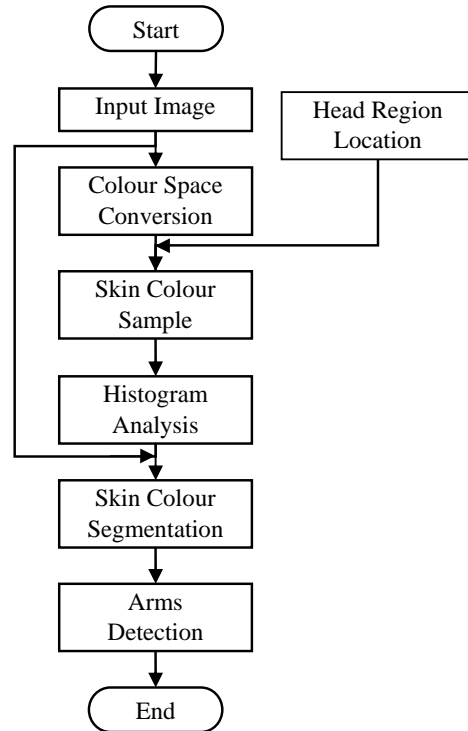 Start
Input Image
Head Region
Location
Colour Space
Conversion
Skin Colour
Sample
Histogram
Analysis
Skin Colour
Segmentation
Arms
Detection
End